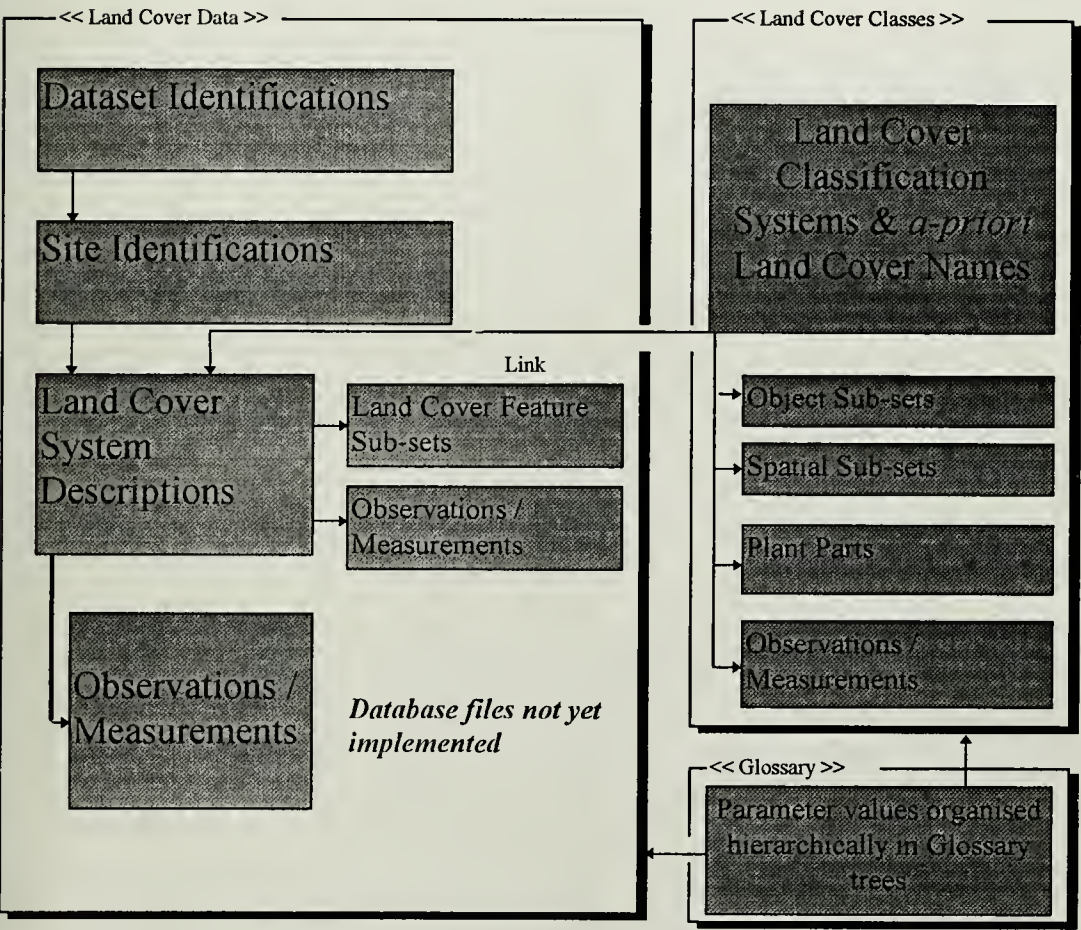 << Land Cover Data >>
Dataset Identifications
Site Identifications
Land Cover
System
Descriptions
Link
Land Cover Feature
Sub-sets
Observations /
Measurements
Observations /
Measurements
Database files not yet
implemented
<< Land Cover Classes >>
Land Cover
Classification
Systems & a-priori
Land Cover Names
Object Sub-sets
Spatial Sub-sets
Plant Parts
Observations /
Measurements
<< Glossary >>
Parameter values organised
hierarchically in Glossary
trees